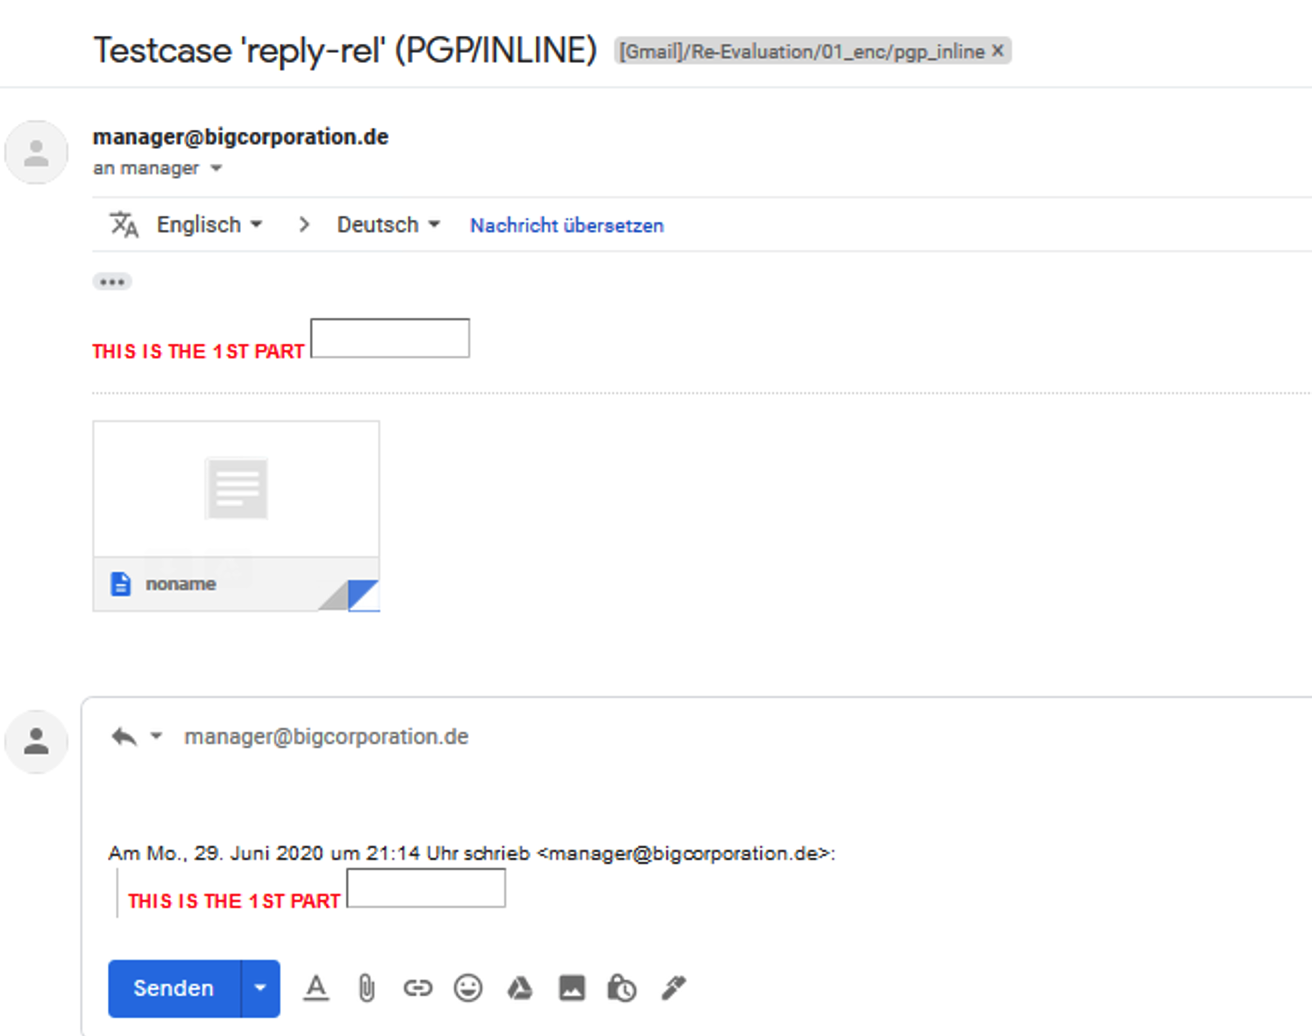 Testcase 'reply-rel' (PGP/INLINE) [Gmail]/Re-Evaluation/01_enc/pgp_inline ×
manager@bigcorporation.de
an manager
Englisch > Deutsch Nachricht übersetzen
THIS IS THE 1ST PART
noname
manager@bigcorporation.de
Am Mo., 29. Juni 2020 um 21:14 Uhr schrieb <manager@bigcorporation.de>:
THIS IS THE 1ST PART
Senden